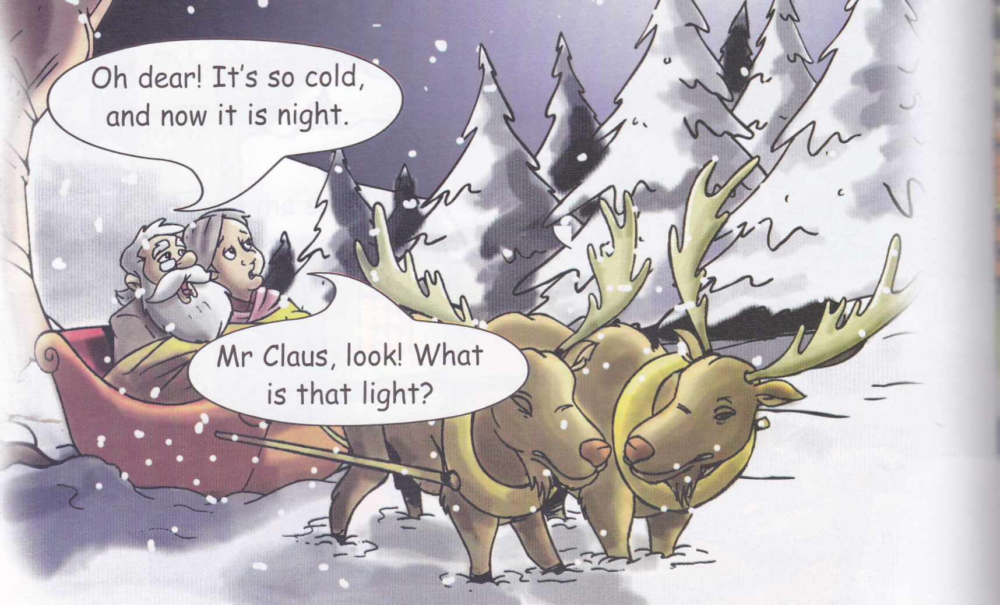 Oh dear! It's so cold,
and now it is night.
Mr Claus, look! What
is that light?